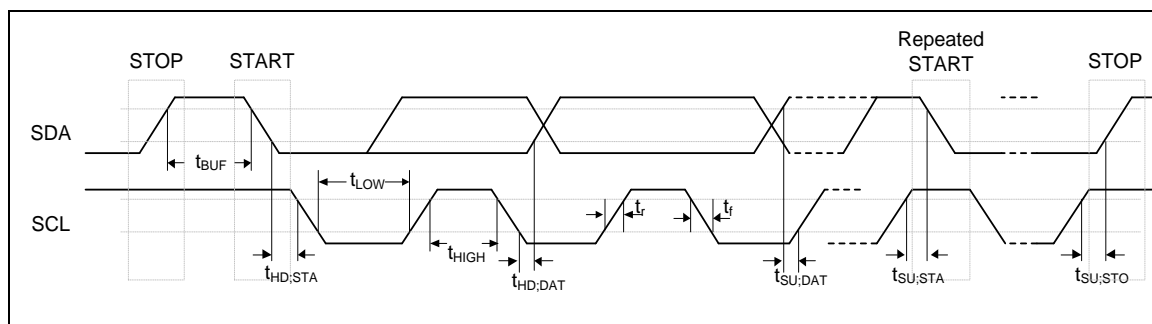 STOP
START
Repeated
START
STOP
SDA
tBUF
tLOW
SCL
tr
tf
tHD;STA
tHIGH
tHD;DAT
tSU;DAT
tSU;STA
tSU;STO